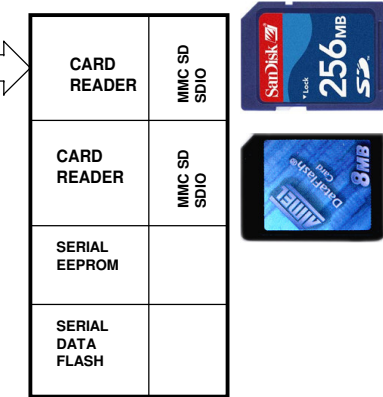 CARD
READER
MMC SD
SDIO
CARD
READER
MMC SD
SDIO
SERIAL
EEPROM
SERIAL
DATA
FLASH
SanDisk
▼Lock
256MB
SD
ATMEL
DataFlash®
Card
8MB